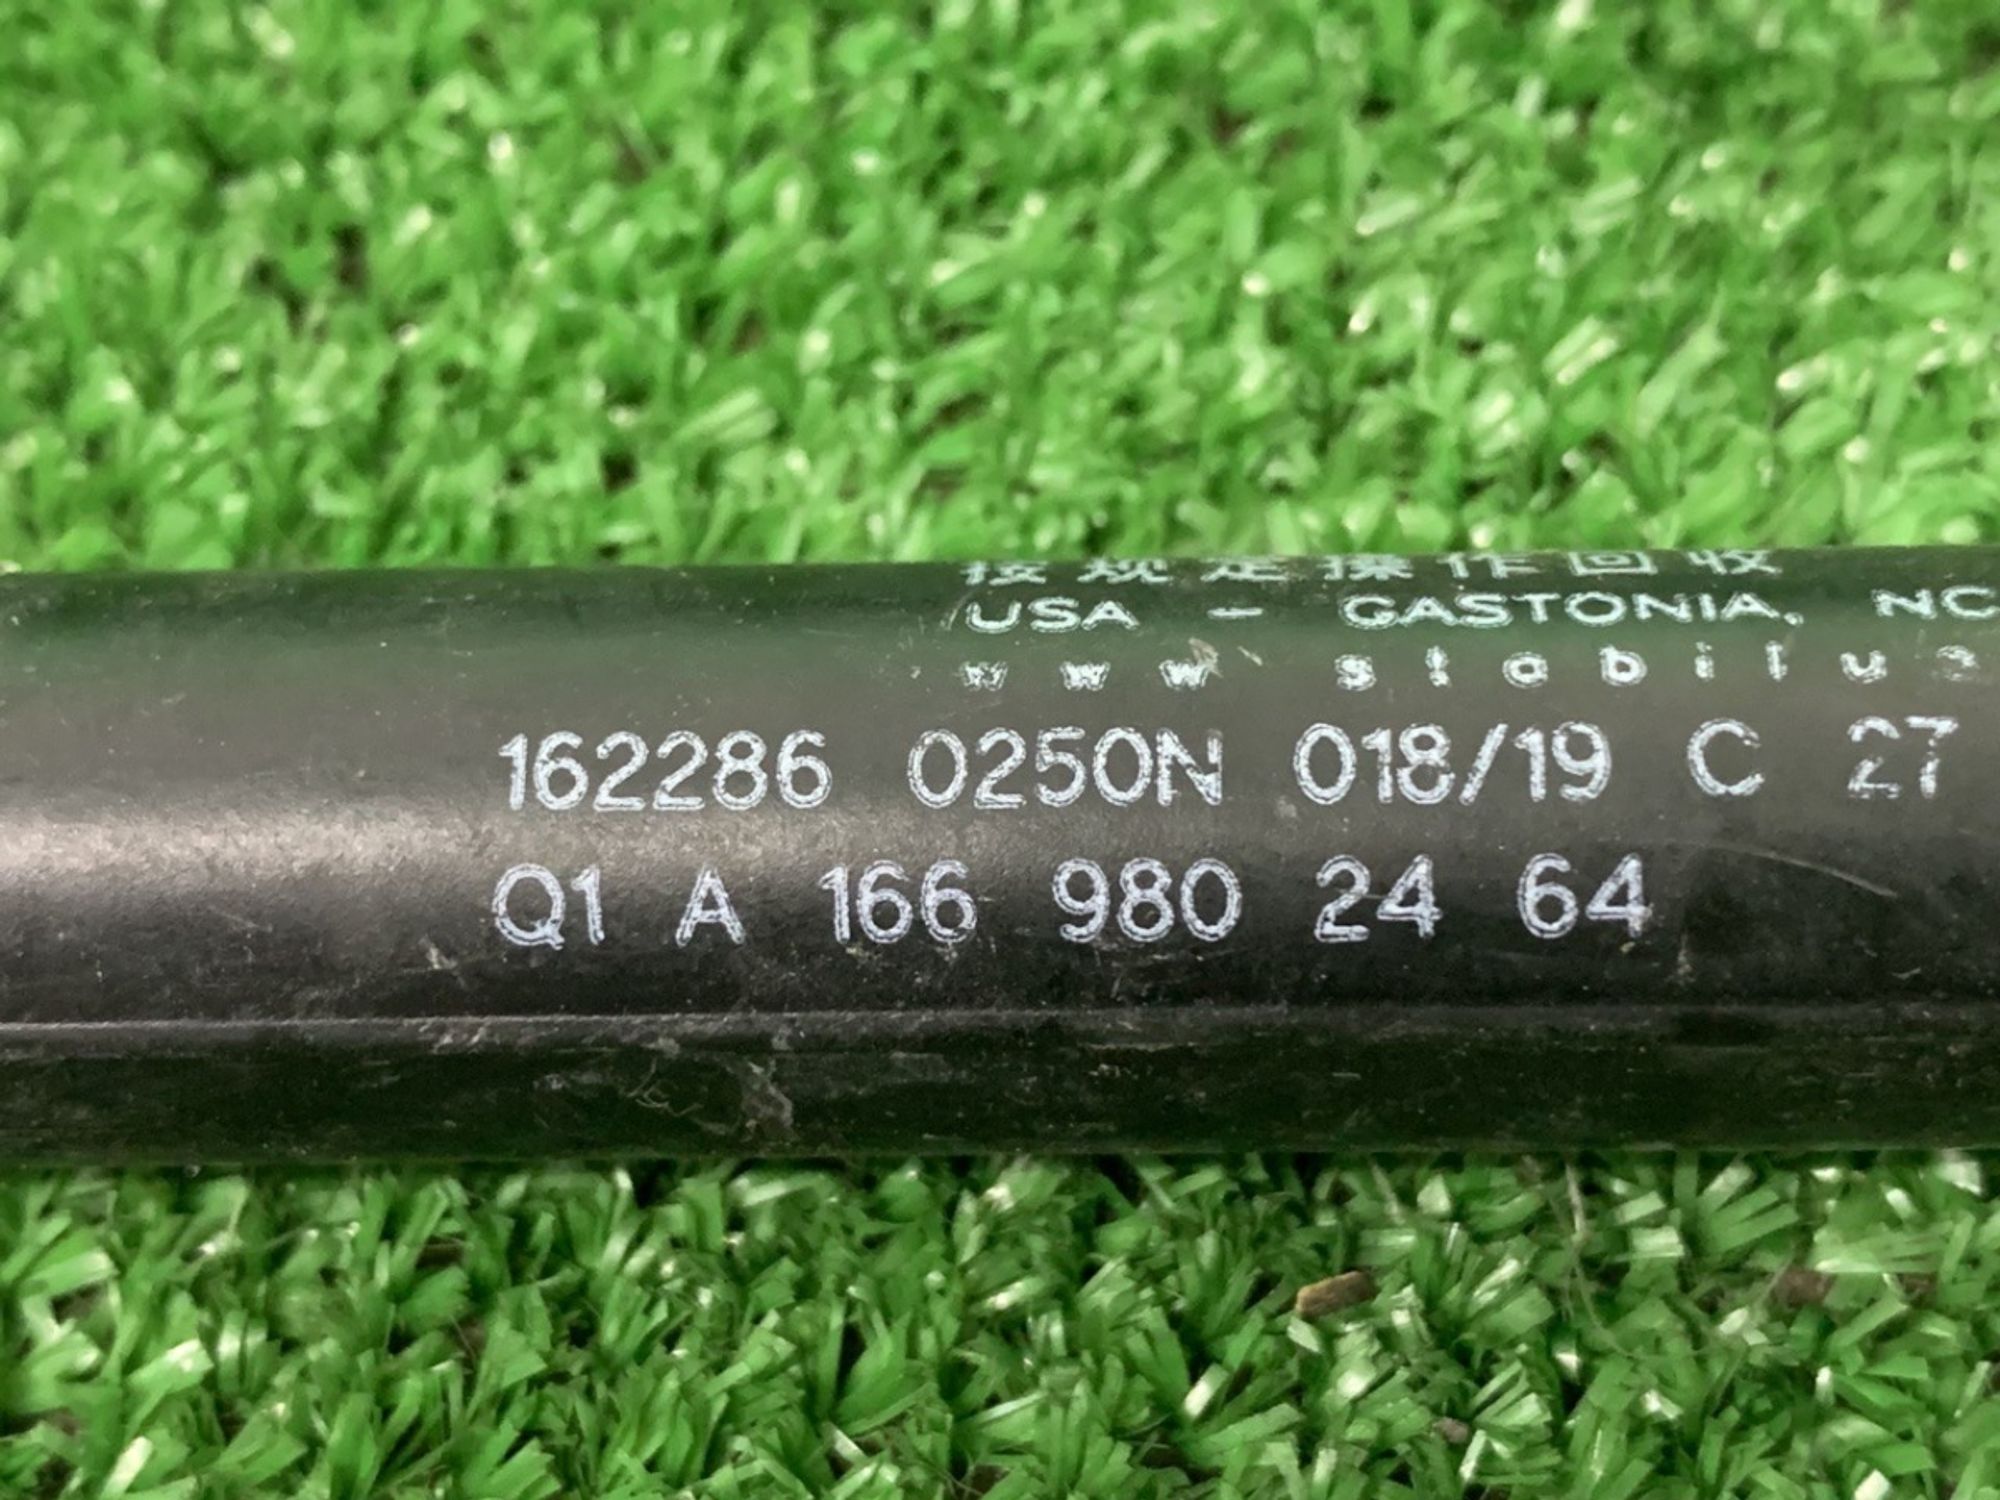 按规定操作回收
USA - GASTONIA, NC
www stabilus
162286 0250N 018/19 C 27
Q1 A 166 980 24 64